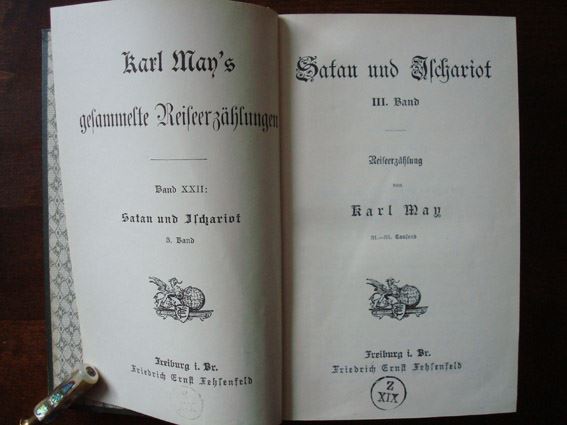 Karl May's
gesammelte Reiseerzählungen
Band XXII:
Satan und Ischariot
3. Band
Freiburg i. Br.
Friedrich Ernst Fehsenfeld
Satan und Ischariot
III. Band
Reiseerzählung
von
Karl May
Tausend
Freiburg i. Br.
Friedrich Ernst Fehsenfeld
Z
XIX